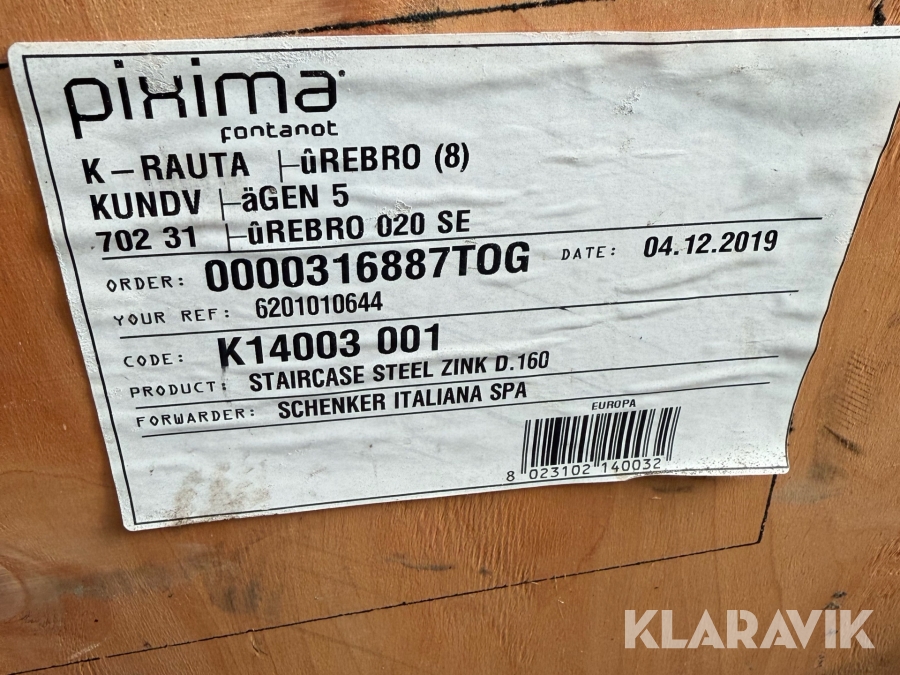 pixima
fontanot
K-RAUTA ├ûREBRO (8)
KUNDV ├äGEN 5
702 31 ├ûREBRO 020 SE
ORDER: 0000316887TOG DATE: 04.12.2019
YOUR REF: 6201010644
CODE: K14003 001
PRODUCT: STAIRCASE STEEL ZINK D.160
FORWARDER: SCHENKER ITALIANA SPA
EUROPA
8 023102 140032
KLARAVIK